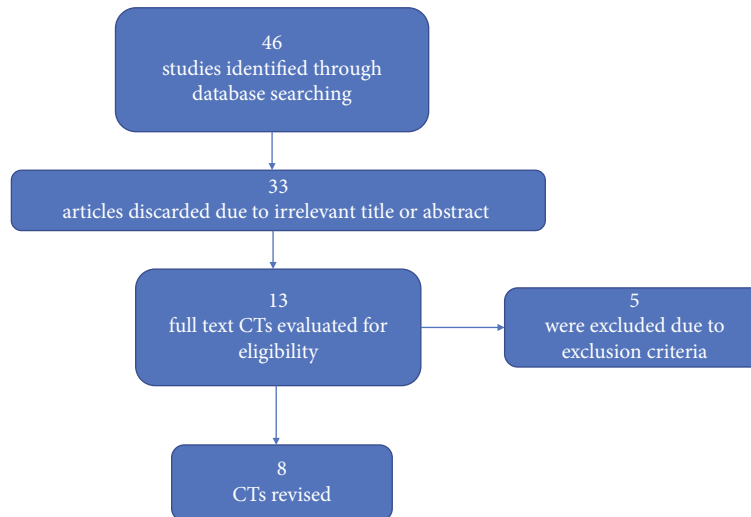 46
studies identified through
database searching
33
articles discarded due to irrelevant title or abstract
13
full text CTs evaluated for
eligibility
5
were excluded due to
exclusion criteria
8
CTs revised